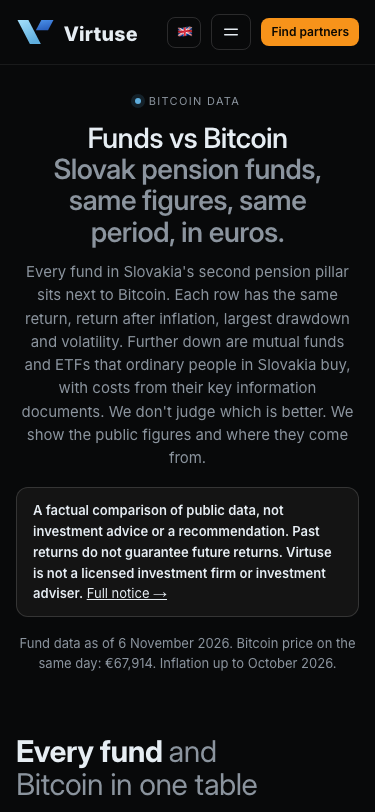 Virtuse
Find partners
BITCOIN DATA
Funds vs Bitcoin
Slovak pension funds,
same figures, same
period, in euros.
Every fund in Slovakia's second pension pillar
sits next to Bitcoin. Each row has the same
return, return after inflation, largest drawdown
and volatility. Further down are mutual funds
and ETFs that ordinary people in Slovakia buy,
with costs from their key information
documents. We don't judge which is better. We
show the public figures and where they come
from.
A factual comparison of public data, not
investment advice or a recommendation. Past
returns do not guarantee future returns. Virtuse
is not a licensed investment firm or investment
adviser. Full notice →
Fund data as of 6 November 2026. Bitcoin price on the
same day: €67,914. Inflation up to October 2026.
Every fund and
Bitcoin in one table